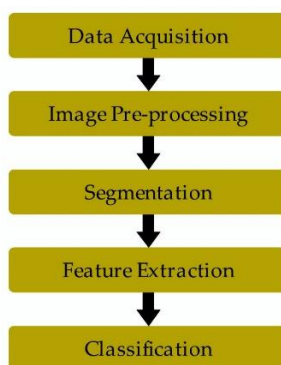 Data Acquisition
Image Pre-processing
Segmentation
Feature Extraction
Classification